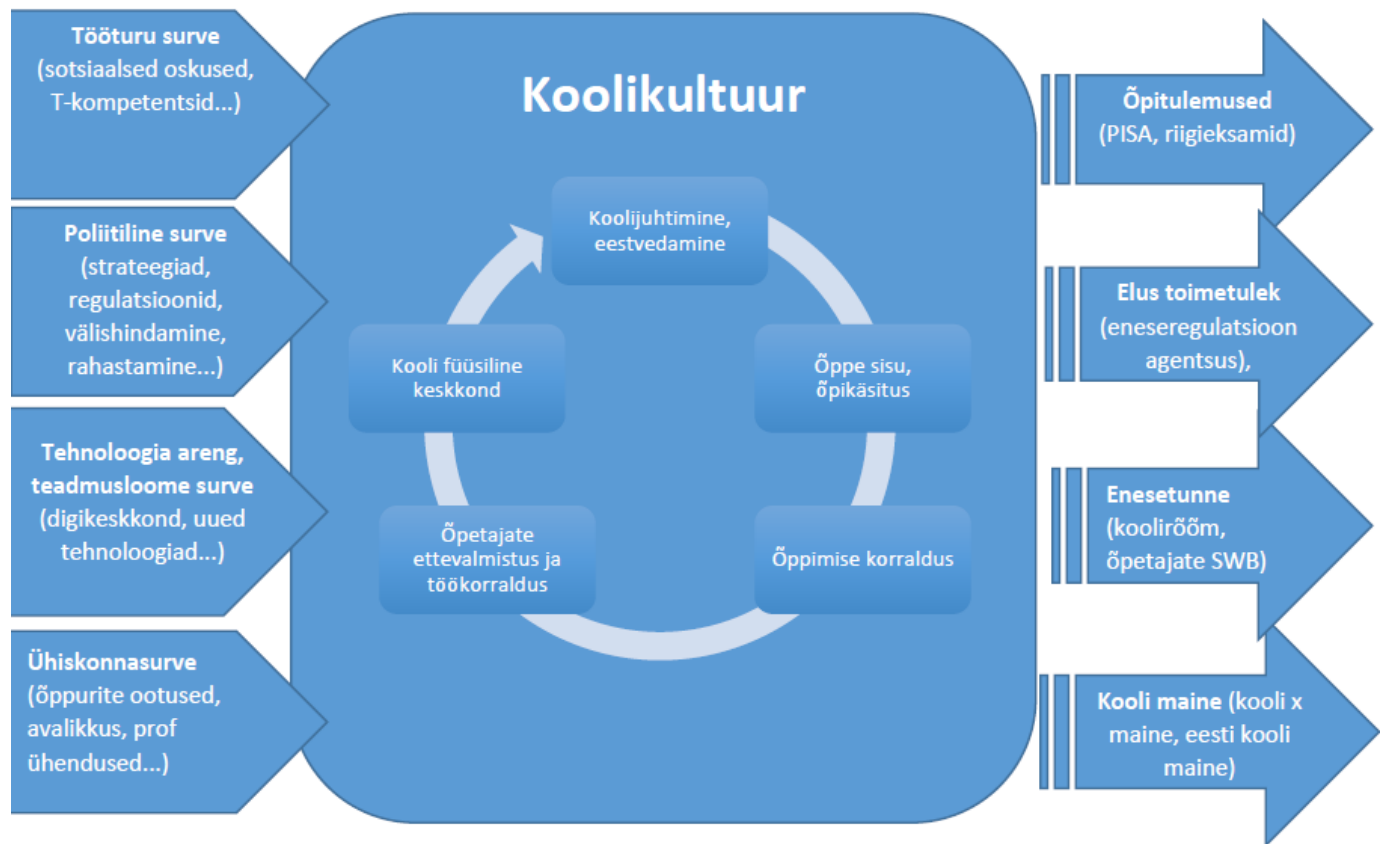 Tööturu surve
(sotsiaalsed oskused,
T-kompetentsid...)
Poliitiline surve
(strateegiad,
regulatsioonid,
välishindamine,
rahastamine...)
Tehnoloogia areng,
teadmusloome surve
(digikeskkond, uued
tehnoloogiad...)
Ühiskonnasurve
(õppurite ootused,
avalikkus, prof
ühendused...)
Koolikultuur
Koolijuhtimine,
eestvedamine
Õppe sisu,
õpikäsitus
Õppimise korraldus
Õpetajate
ettevalmistus ja
töökorraldus
Kooli füüsiline
keskkond
Õpitulemused
(PISA, riigieksamid)
Elus toimetulek
(eneseregulatsioon
agentsus),
Enesetunne
(koolirõõm,
õpetajate SWB)
Kooli maine (kooli x
maine, eesti kooli
maine)